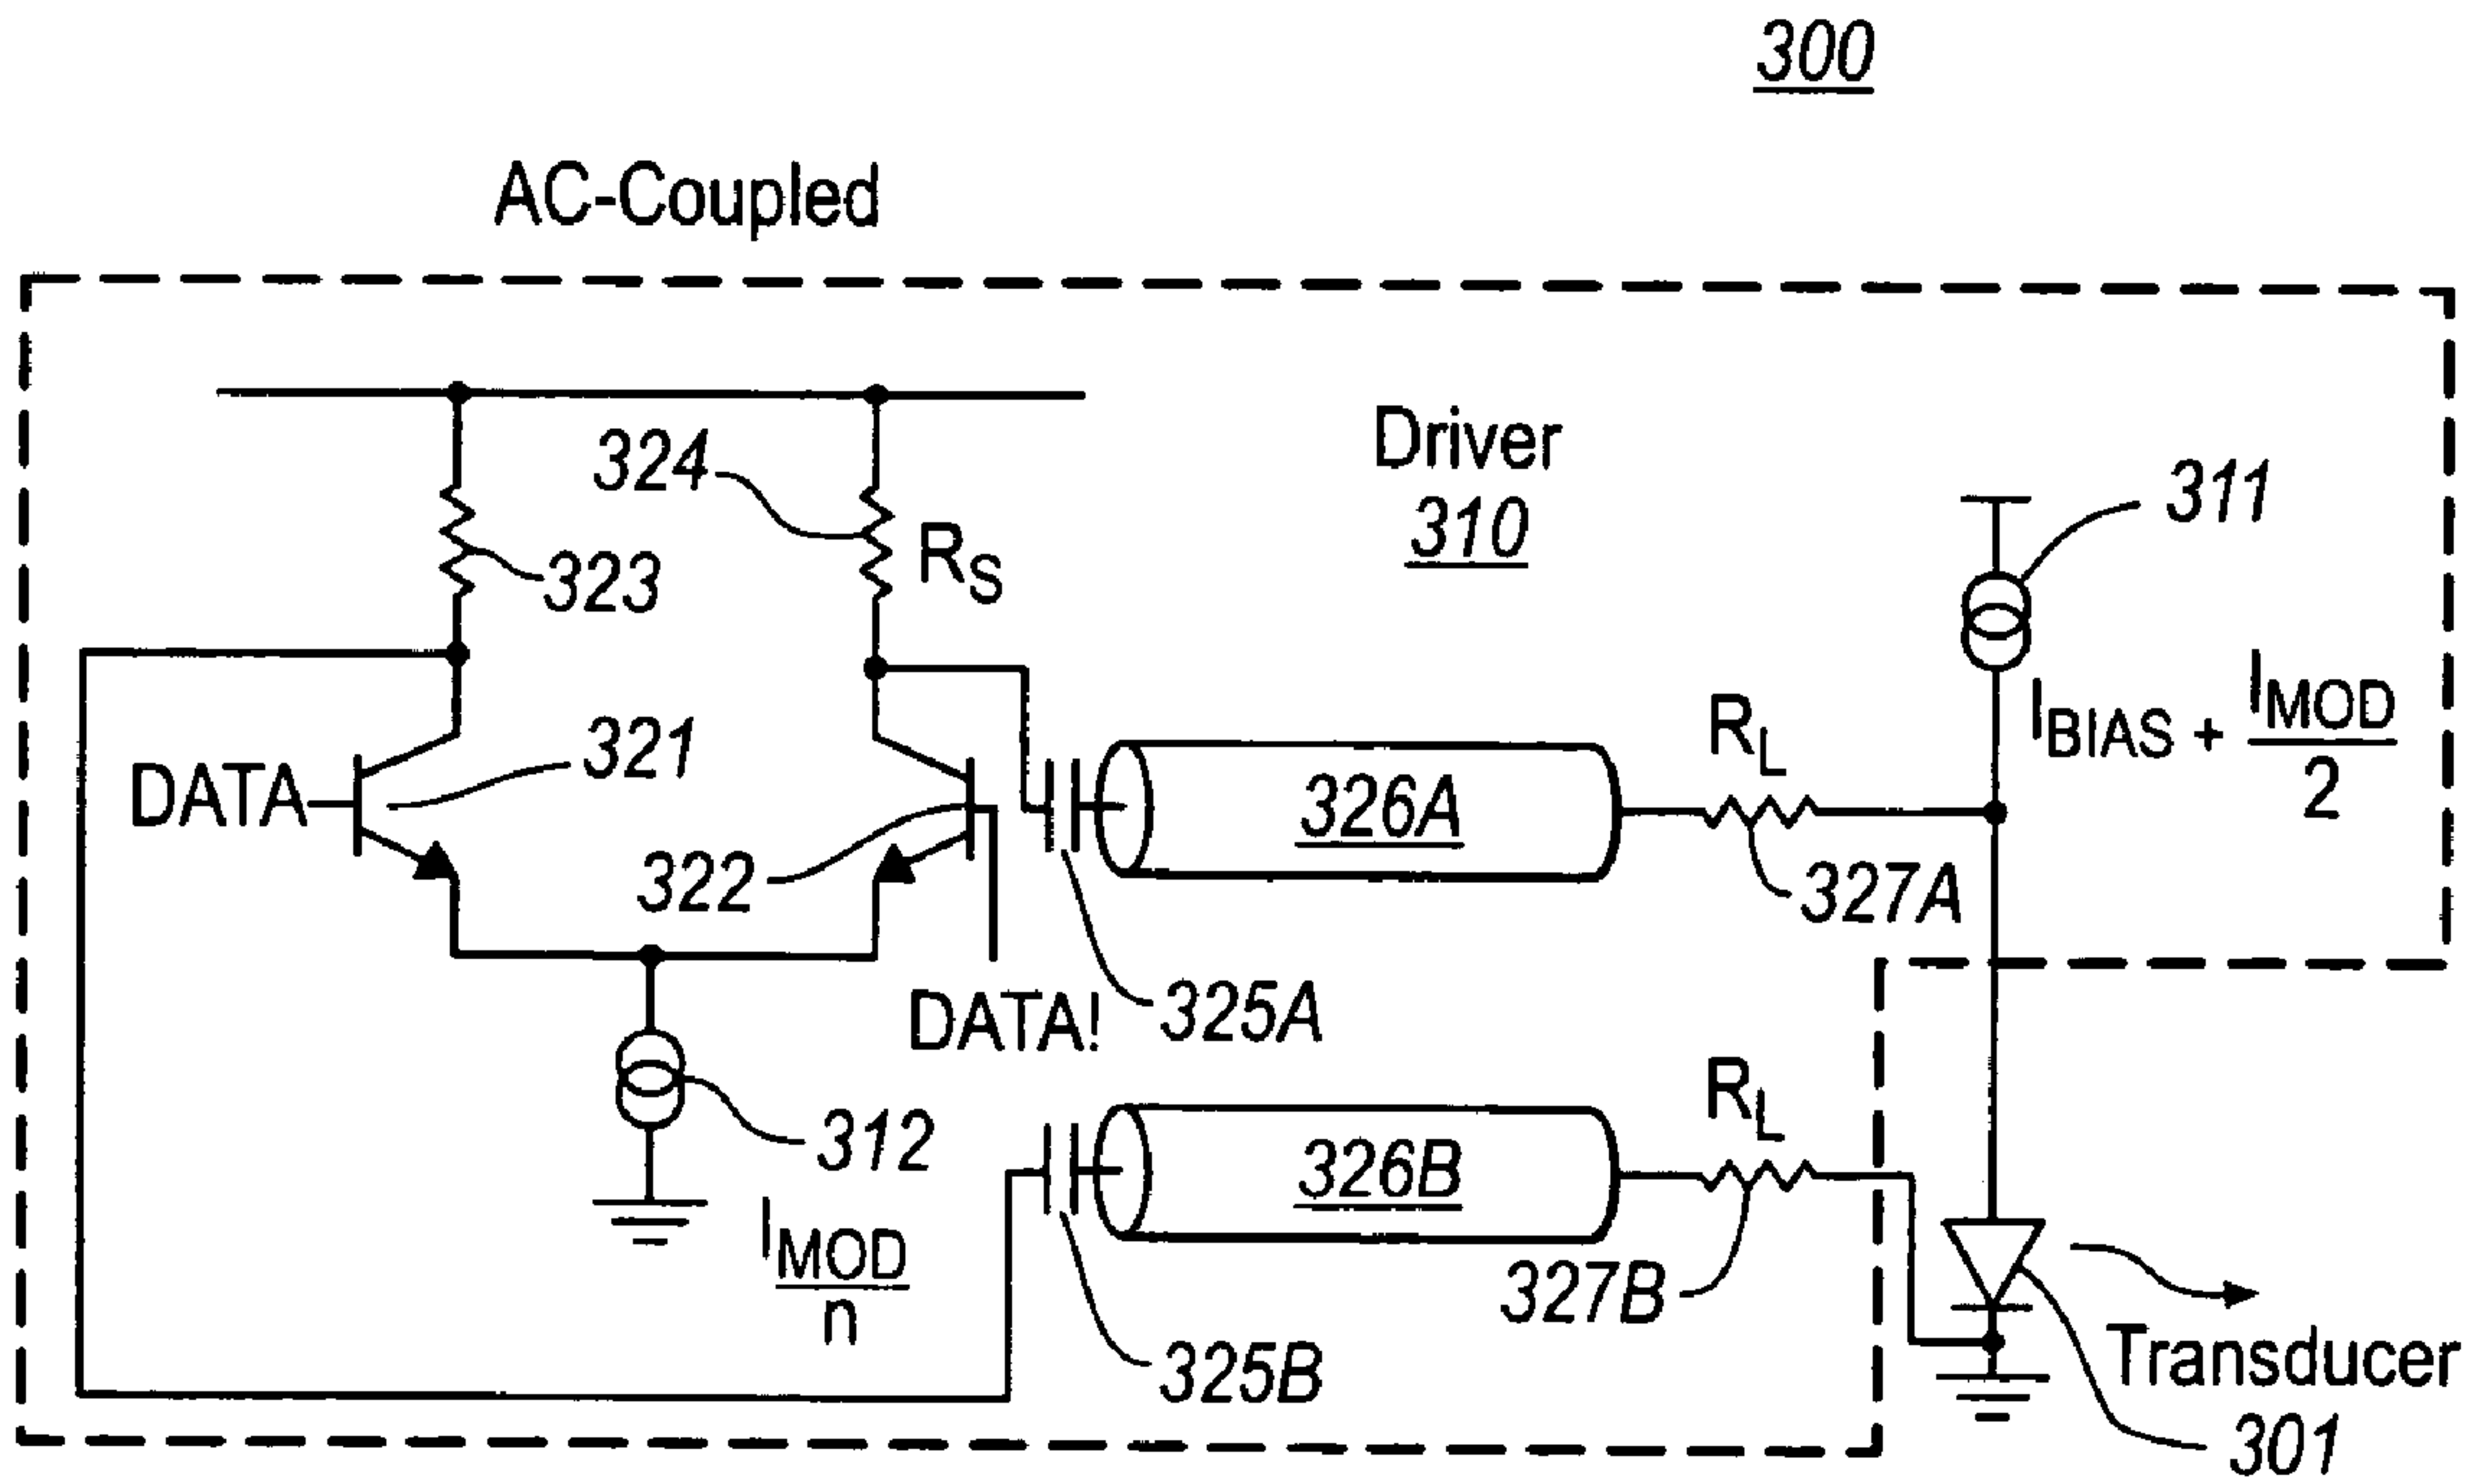 300
AC-Coupled
Driver
310
324
311
323
RS
IBIAS + IMOD
2
RL
321
DATA
326A
322
327A
DATA!
325A
RL
312
326B
IMOD
n
327B
325B
Transducer
301